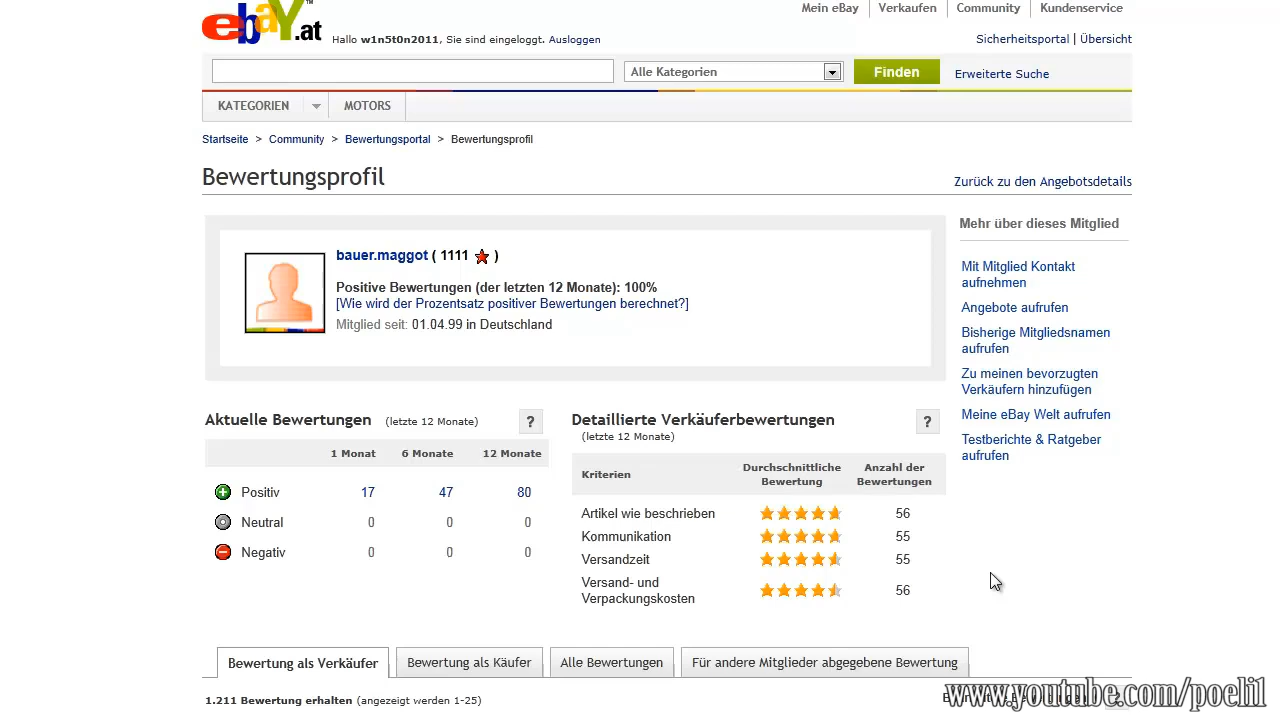 Mein eBay Verkaufen Community Kundenservice
ebaY™.at
Hallo w1n5t0n2011, Sie sind eingeloggt. Ausloggen
Sicherheitsportal | Übersicht
Alle Kategorien Finden Erweiterte Suche
KATEGORIEN MOTORS
Startseite > Community > Bewertungsportal > Bewertungsprofil
Bewertungsprofil
Zurück zu den Angebotsdetails
bauer.maggot ( 1111 )
Positive Bewertungen (der letzten 12 Monate): 100%
[Wie wird der Prozentsatz positiver Bewertungen berechnet?]
Mitglied seit: 01.04.99 in Deutschland
Mehr über dieses Mitglied
Mit Mitglied Kontakt
aufnehmen
Angebote aufrufen
Bisherige Mitgliedsnamen
aufrufen
Zu meinen bevorzugten
Verkäufern hinzufügen
Meine eBay Welt aufrufen
Testberichte & Ratgeber
aufrufen
Aktuelle Bewertungen (letzte 12 Monate) ?
1 Monat 6 Monate 12 Monate
Positiv 17 47 80
Neutral 0 0 0
Negativ 0 0 0
Detaillierte Verkäuferbewertungen ?
(letzte 12 Monate)
Kriterien Durchschnittliche Bewertung Anzahl der Bewertungen
Artikel wie beschrieben 56
Kommunikation 55
Versandzeit 55
Versand- und
Verpackungskosten 56
Bewertung als Verkäufer Bewertung als Käufer Alle Bewertungen Für andere Mitglieder abgegebene Bewertung
1.211 Bewertung erhalten (angezeigt werden 1-25)
www.youtube.com/poelil